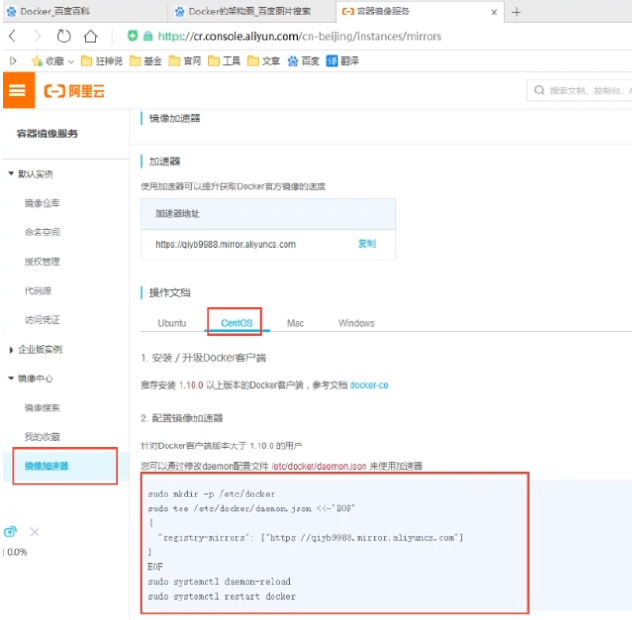 Docker_百度百科
Docker的架构图_百度图片搜索
容器镜像服务
https://cr.console.aliyun.com/cn-beijing/instances/mirrors
收藏 狂神说 基金 官网 工具 文章 百度 翻译
阿里云
搜索文档、控制台、A
容器镜像服务
默认实例
镜像仓库
命名空间
授权管理
代码源
访问凭证
企业版实例
镜像中心
镜像搜索
我的收藏
镜像加速器
0.0%
镜像加速器
加速器
使用加速器可以提升获取Docker官方镜像的速度
加速器地址
https://qiyb9988.mirror.aliyuncs.com 复制
操作文档
Ubuntu CentOS Mac Windows
1. 安装 / 升级Docker客户端
推荐安装 1.10.0 以上版本的Docker客户端，参考文档 docker-ce
2. 配置镜像加速器
针对Docker客户端版本大于 1.10.0 的用户
您可以通过修改daemon配置文件 /etc/docker/daemon.json 来使用加速器
sudo mkdir -p /etc/docker
sudo tee /etc/docker/daemon.json <<-'EOF'
{
"registry-mirrors": ["https://qiyb9988.mirror.aliyuncs.com"]
}
EOF
sudo systemctl daemon-reload
sudo systemctl restart docker